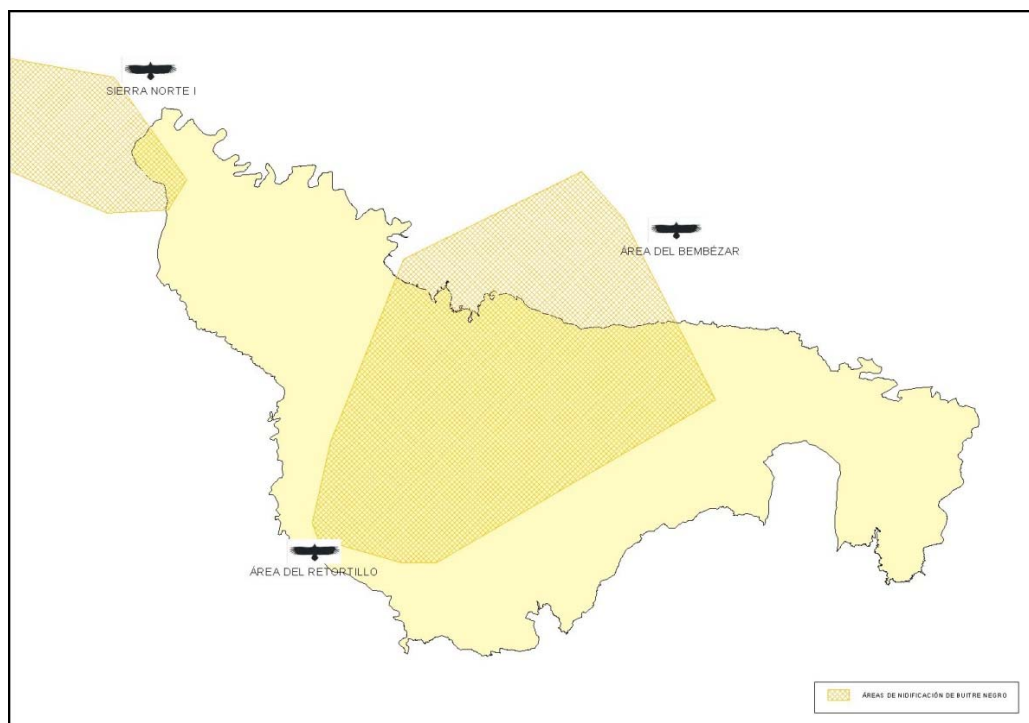 SIERRA NORTE I
ÁREA DEL BEMBÉZAR
ÁREA DEL RETORTILLO
ÁREAS DE NIDIFICACIÓN DE BUITRE NEGRO